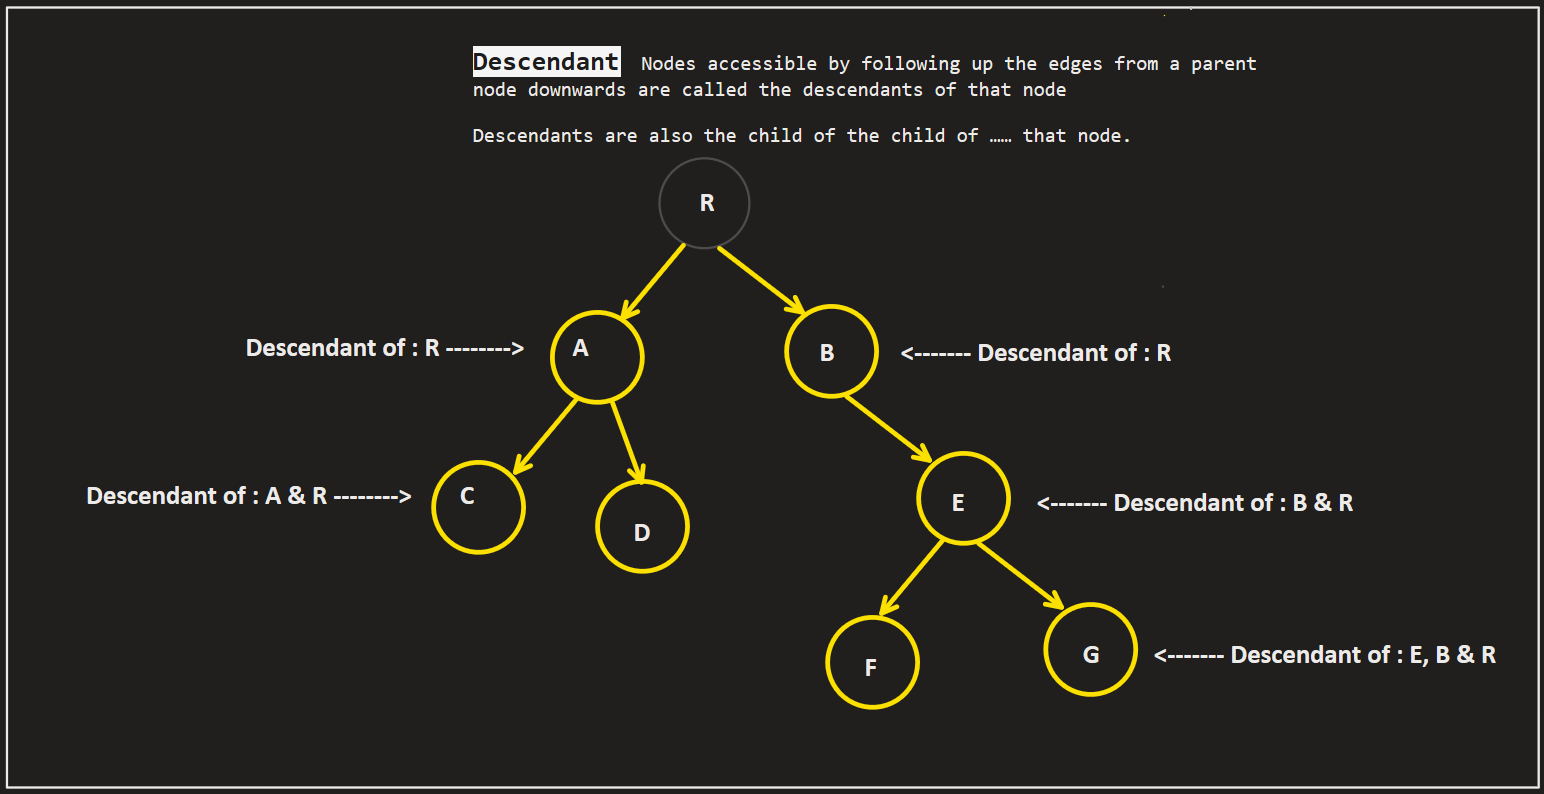 Descendant Nodes accessible by following up the edges from a parent
node downwards are called the descendants of that node
Descendants are also the child of the child of …… that node.
R
Descendant of : R -------->
A
B
<------- Descendant of : R
Descendant of : A & R -------->
C
D
E
<------- Descendant of : B & R
F
G
<------- Descendant of : E, B & R